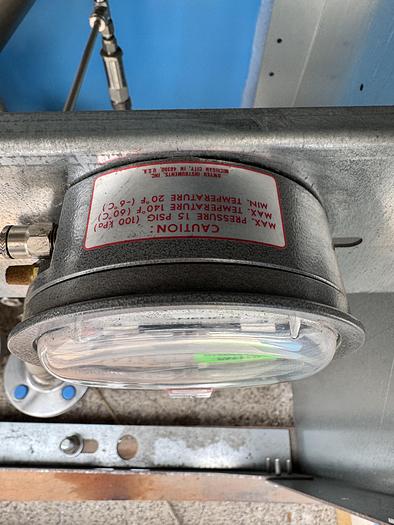 CAUTION:
MAX. PRESSURE 15 PSIG (100 kPa)
MAX. TEMPERATURE 140°F (60°C)
MIN. TEMPERATURE 20°F (-6°C)
DWYER INSTRUMENTS, INC.
MICHIGAN CITY, IN 46360, U.S.A.